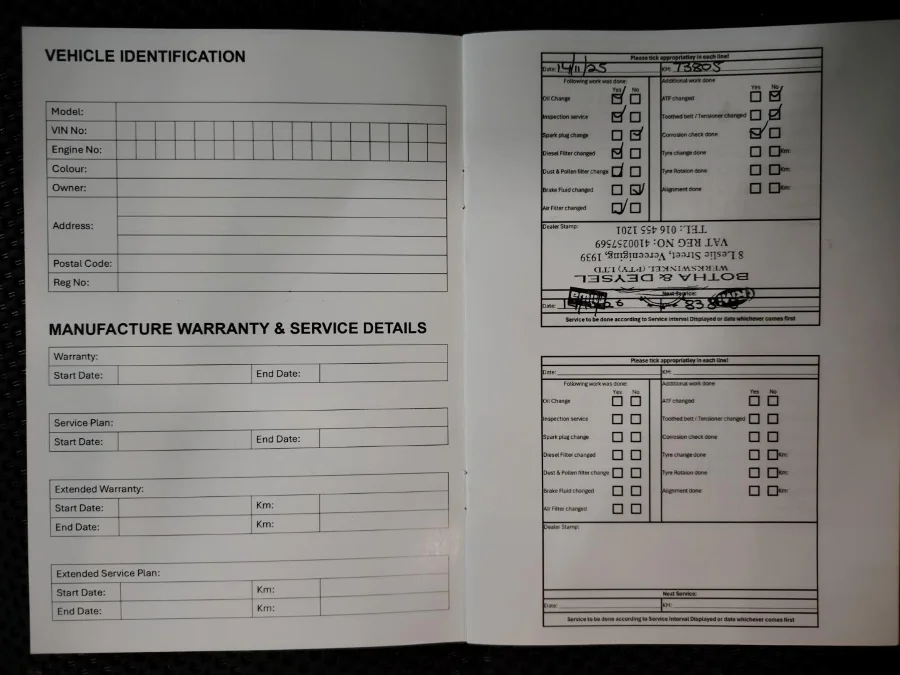 VEHICLE IDENTIFICATION
Model:
VIN No:
Engine No:
Colour:
Owner:
Address:
Postal Code:
Reg No:
MANUFACTURE WARRANTY & SERVICE DETAILS
Warranty:
Start Date: End Date:
Service Plan:
Start Date: End Date:
Extended Warranty:
Start Date: Km:
End Date: Km:
Extended Service Plan:
Start Date: Km:
End Date: Km:
Please tick appropriatley in each line!
Date: 14/11/25 KM: 73805
Following work was done: Additional work done
Yes No Yes No
Oil Change ATF changed
Inspection service Toothed belt / Tensioner changed
Spark plug change Corrosion check done
Diesel Filter changed Tyre change done Km:
Dust & Pollen filter change Tyre Rotaion done Km:
Brake Fluid changed Alignment done Km:
Air Filter changed
Dealer Stamp:
BOTHA & DEYSEL
WERKSWINKEL (PTY) LTD
8 Leslie Street, Vereeniging, 1939
VAT REG NO: 4100257569
TEL: 016 455 1201
Next Service:
Date:
Service to be done according to Service Internal Displayed or date whichever comes first
Please tick appropriatley in each line!
Date: KM:
Following work was done: Additional work done
Yes No Yes No
Oil Change ATF changed
Inspection service Toothed belt / Tensioner changed
Spark plug change Corrosion check done
Diesel Filter changed Tyre change done Km:
Dust & Pollen filter change Tyre Rotaion done Km:
Brake Fluid changed Alignment done Km:
Air Filter changed
Dealer Stamp:
Next Service:
Date: KM:
Service to be done according to Service Internal Displayed or date whichever comes first